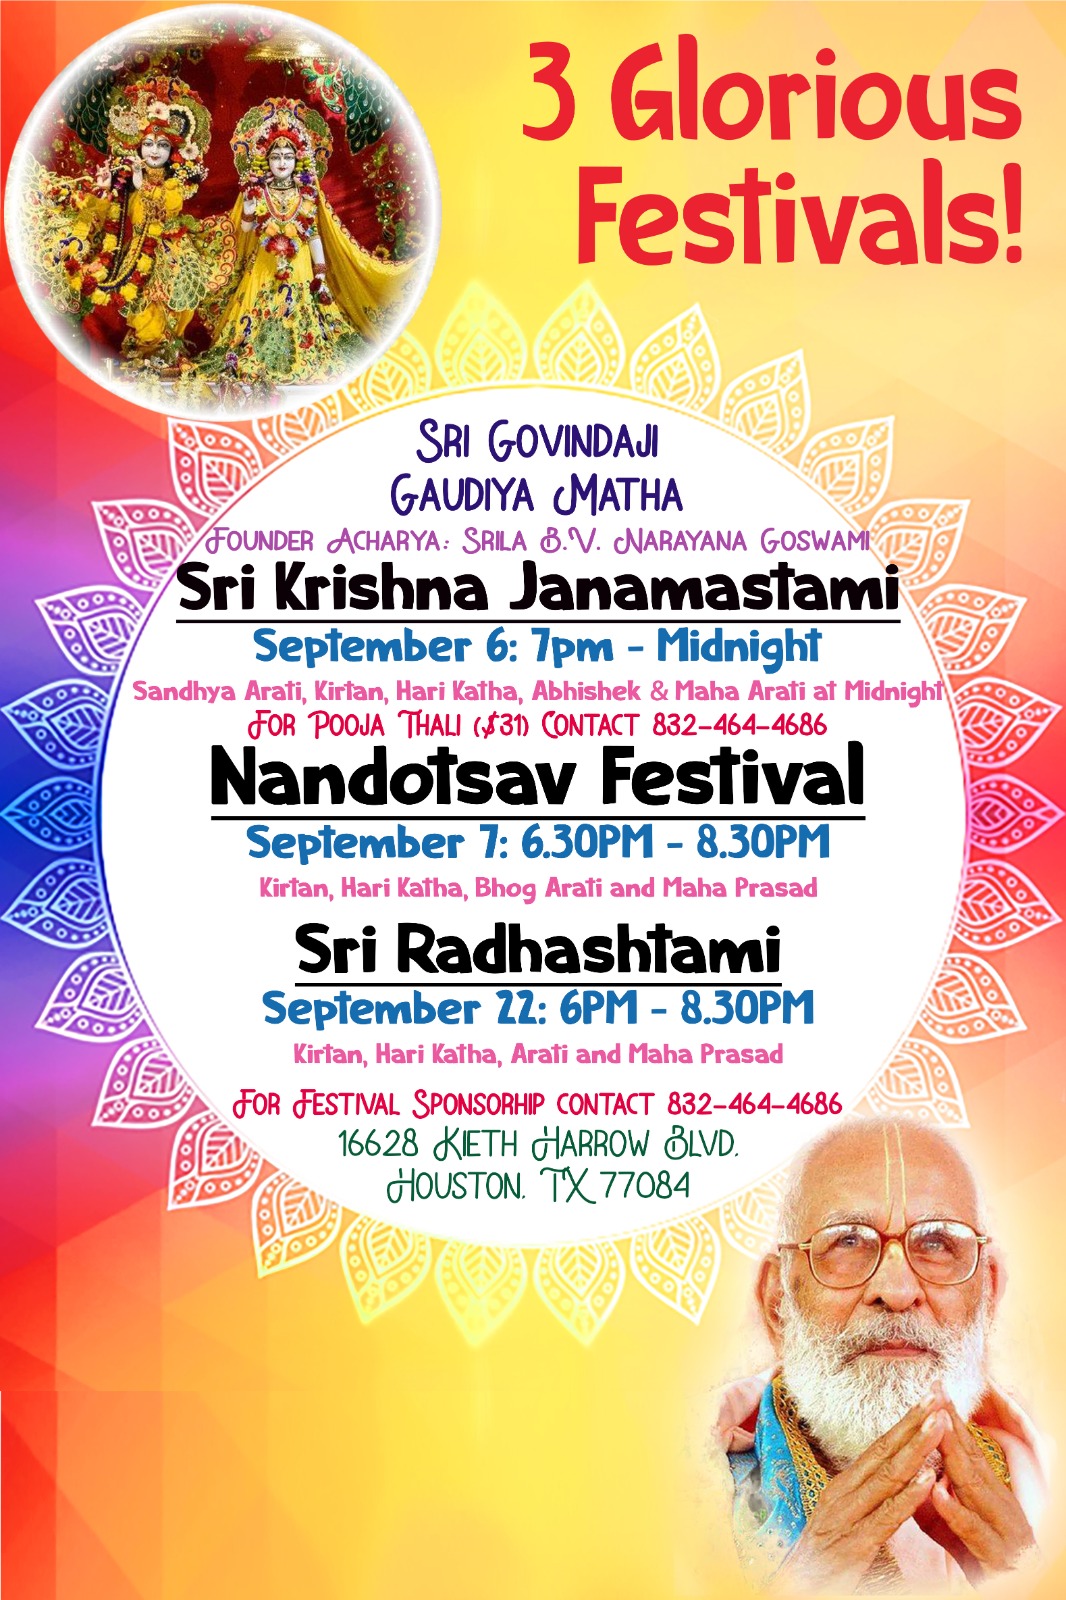 3 Glorious
Festivals!
Sri Govindaji
Gaudiya Matha
Founder Acharya: Srila B.V. Narayana Goswami
Sri Krishna Janamastami
September 6: 7pm - Midnight
Sandhya Arati, Kirtan, Hari Katha, Abhishek & Maha Arati at Midnight
For Pooja Thali ($31) Contact 832-464-4686
Nandotsav Festival
September 7: 6.30PM - 8.30PM
Kirtan, Hari Katha, Bhog Arati and Maha Prasad
Sri Radhashtami
September 22: 6PM - 8.30PM
Kirtan, Hari Katha, Arati and Maha Prasad
For Festival Sponsorhip contact 832-464-4686
16628 Kieth Harrow Blvd.
Houston. TX 77084